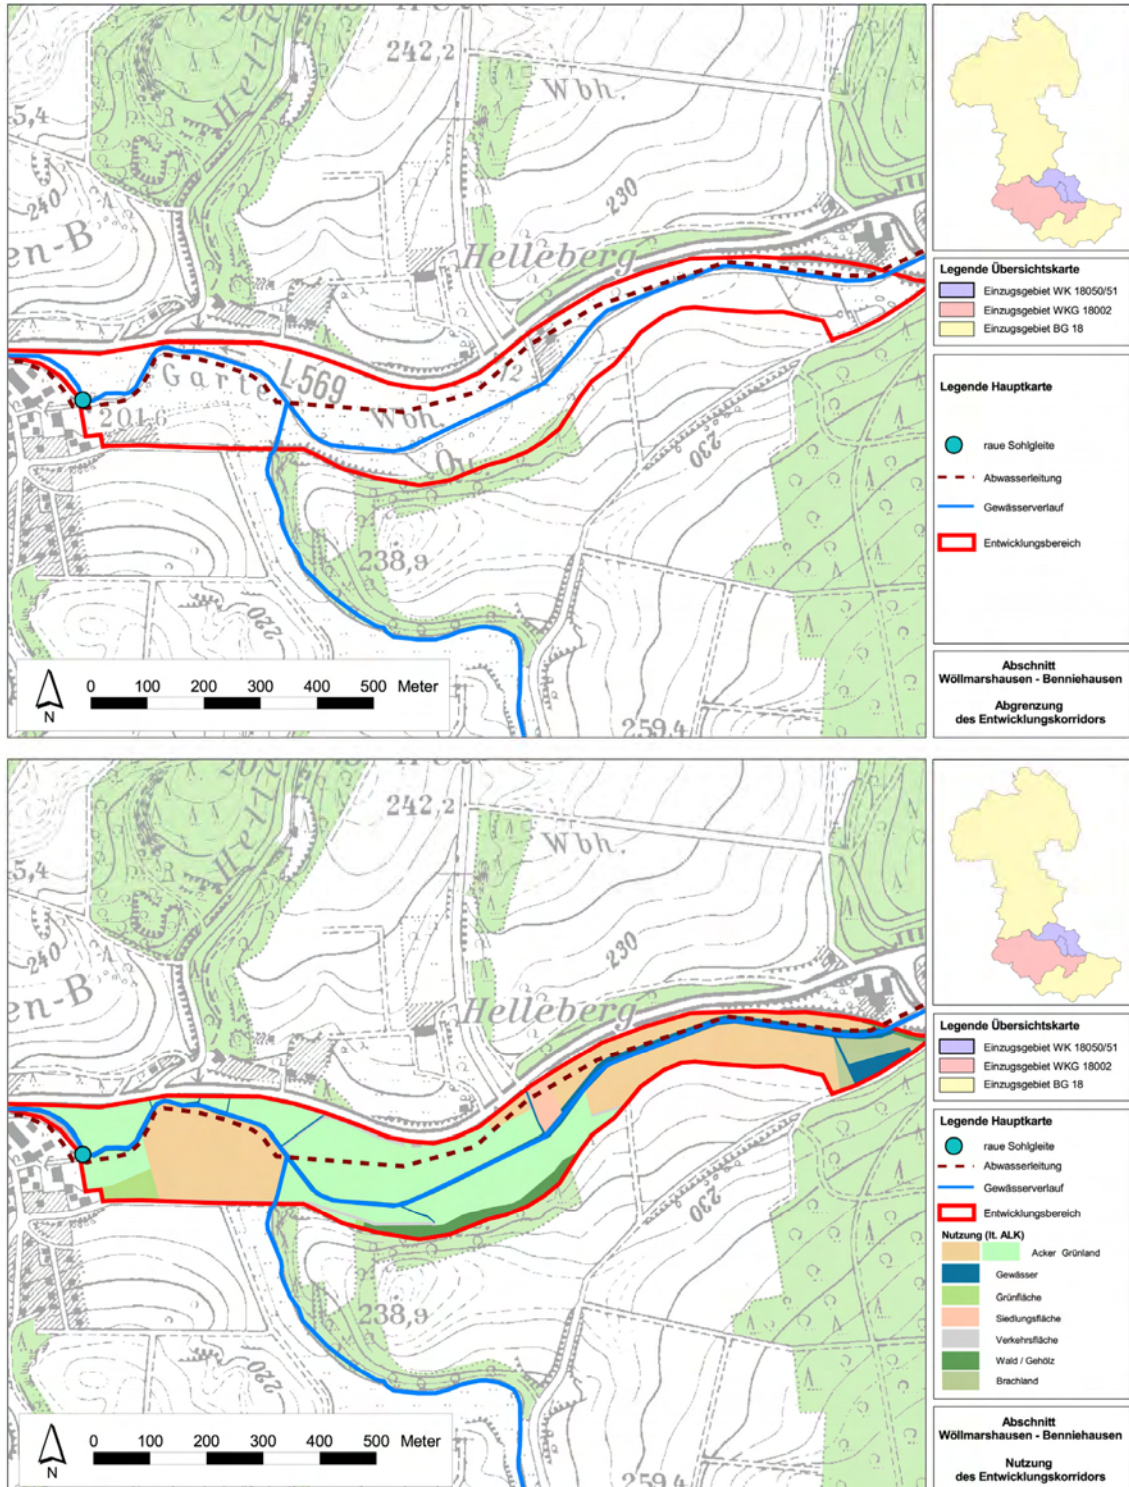 242,2
Wbh.
240
en-B
230
Helleberg
Garte
L-569
201,6
Wbh.
12
Qu.
230
238,9
220
259,4
0 100 200 300 400 500 Meter
N
Legende Übersichtskarte
Einzugsgebiet WK 18050/51
Einzugsgebiet WKG 18002
Einzugsgebiet BG 18
Legende Hauptkarte
raue Sohlgleite
Abwasserleitung
Gewässerverlauf
Entwicklungsbereich
Abschnitt
Wöllmarshausen - Benniehausen
Abgrenzung
des Entwicklungskorridors
242,2
Wbh.
240
en-B
230
Helleberg
230
238,9
220
259,4
0 100 200 300 400 500 Meter
N
Legende Übersichtskarte
Einzugsgebiet WK 18050/51
Einzugsgebiet WKG 18002
Einzugsgebiet BG 18
Legende Hauptkarte
raue Sohlgleite
Abwasserleitung
Gewässerverlauf
Entwicklungsbereich
Nutzung (lt. ALK)
Acker Grünland
Gewässer
Grünfläche
Siedlungsfläche
Verkehrsfläche
Wald / Gehölz
Brachland
Abschnitt
Wöllmarshausen - Benniehausen
Nutzung
des Entwicklungskorridors